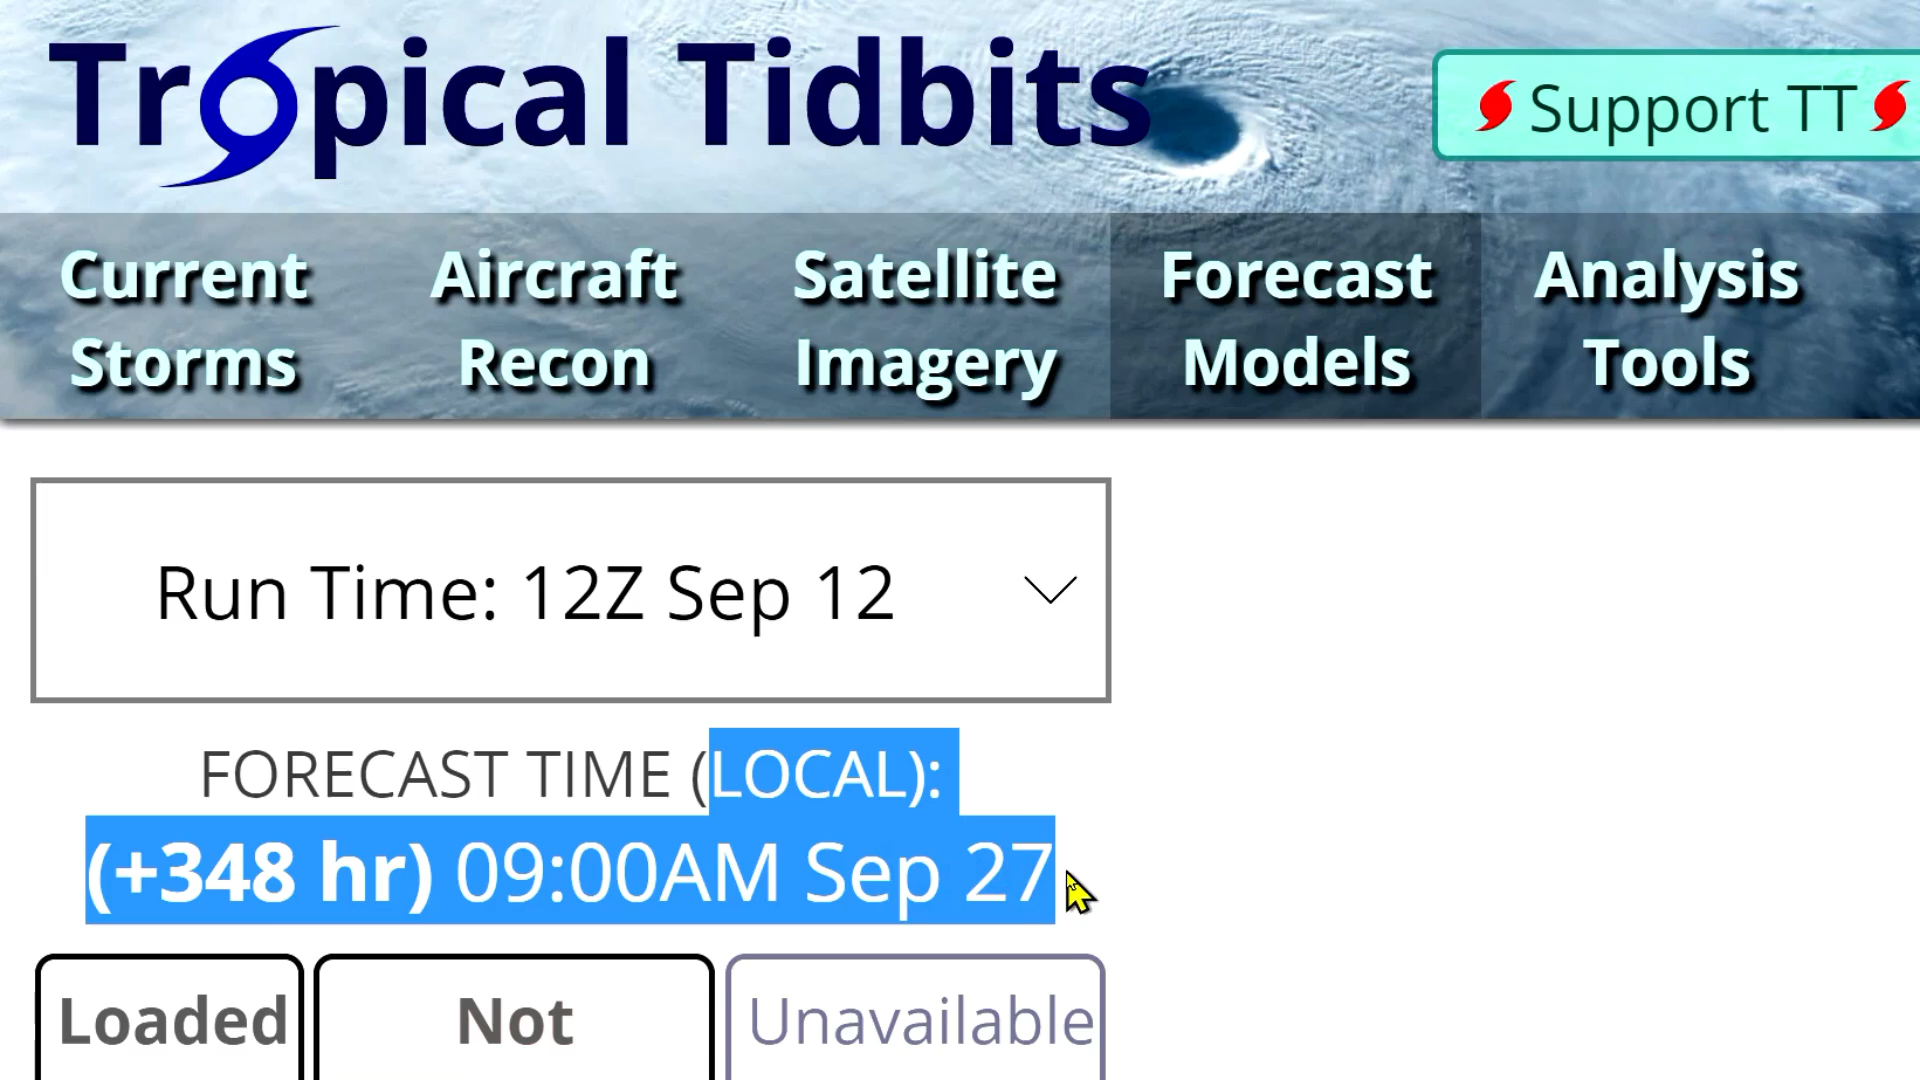 Tropical Tidbits
Support TT
Current Storms
Aircraft Recon
Satellite Imagery
Forecast Models
Analysis Tools
Run Time: 12Z Sep 12
FORECAST TIME (LOCAL):
(+348 hr) 09:00AM Sep 27
Loaded
Not
Unavailable